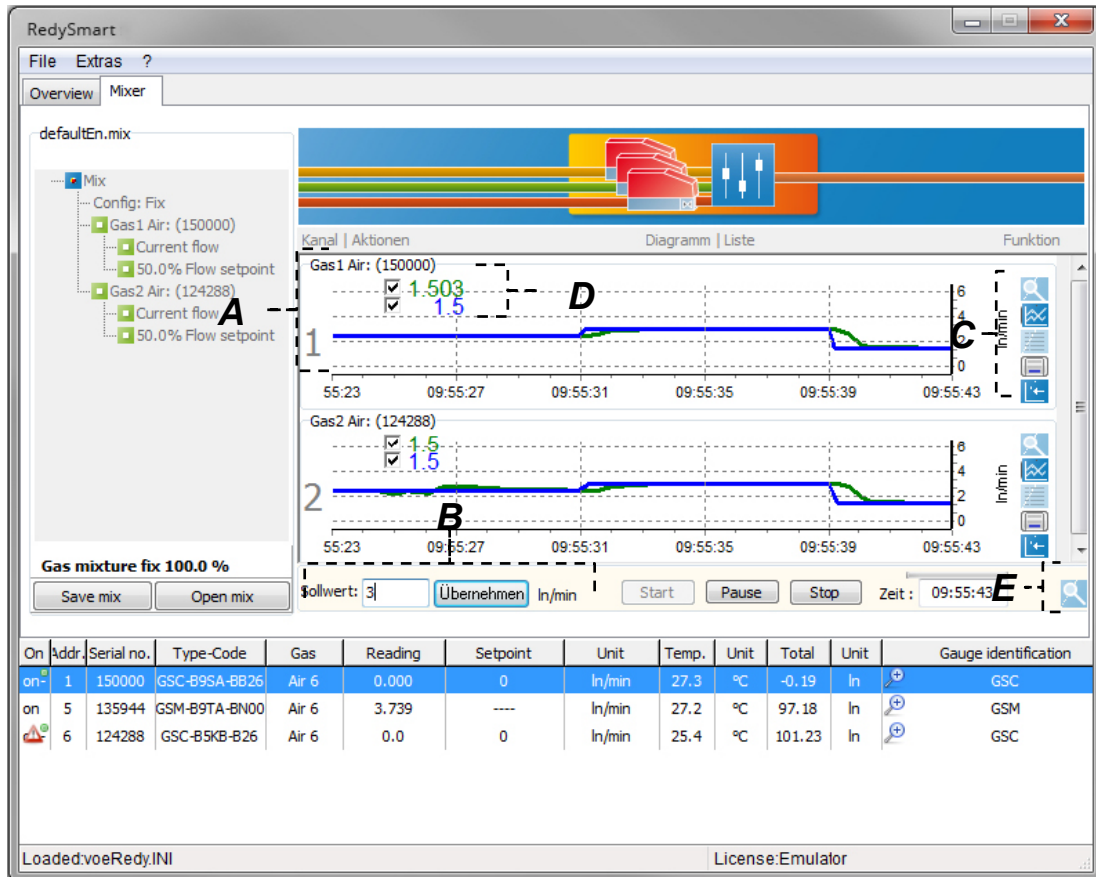 RedySmart
File Extras ?
Overview Mixer
defaultEn.mix
Mix
Config: Fix
Gas1 Air: (150000)
Current flow
50.0% Flow setpoint
Gas2 Air: (124288)
Current flow
50.0% Flow setpoint
Gas mixture fix 100.0 %
Save mix Open mix
Kanal | Aktionen Diagramm | Liste Funktion
Gas1 Air: (150000)
1.503
1.5
A
D
C
1
6
4
2
0
ln/min
55:23 09:55:27 09:55:31 09:55:35 09:55:39 09:55:43
Gas2 Air: (124288)
1.5
1.5
2
6
4
2
0
ln/min
B
55:23 09:55:27 09:55:31 09:55:35 09:55:39 09:55:43
Sollwert: 3 Übernehmen ln/min Start Pause Stop Zeit : 09:55:43
E
On Addr. Serial no. Type-Code Gas Reading Setpoint Unit Temp. Unit Total Unit Gauge identification
on- 1 150000 GSC-B9SA-BB26 Air 6 0.000 0 ln/min 27.3 °C -0.19 ln GSC
on 5 135944 GSM-B9TA-BN00 Air 6 3.739 ---- ln/min 27.2 °C 97.18 ln GSM
6 124288 GSC-B5KB-B26 Air 6 0.0 0 ln/min 25.4 °C 101.23 ln GSC
Loaded:voeRedy.INI License:Emulator